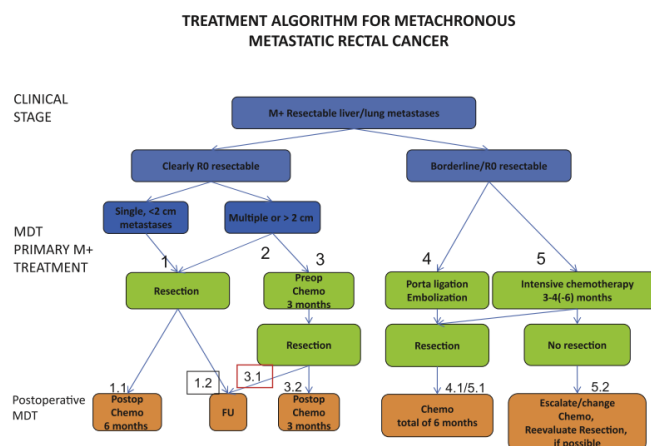 TREATMENT ALGORITHM FOR METACHRONOUS
METASTATIC RECTAL CANCER
CLINICAL
STAGE
M+ Resectable liver/lung metastases
Clearly R0 resectable
Borderline/R0 resectable
Single, <2 cm
metastases
Multiple or > 2 cm
MDT
PRIMARY M+
TREATMENT
1
2
3
4
5
Resection
Preop
Chemo
3 months
Porta ligation
Embolization
Intensive chemotherapy
3-4(-6) months
Resection
Resection
No resection
1.1
1.2
3.1
3.2
4.1/5.1
5.2
Postoperative
MDT
Postop
Chemo
6 months
FU
Postop
Chemo
3 months
Chemo
total of 6 months
Escalate/change
Chemo,
Reevaluate Resection,
if possible